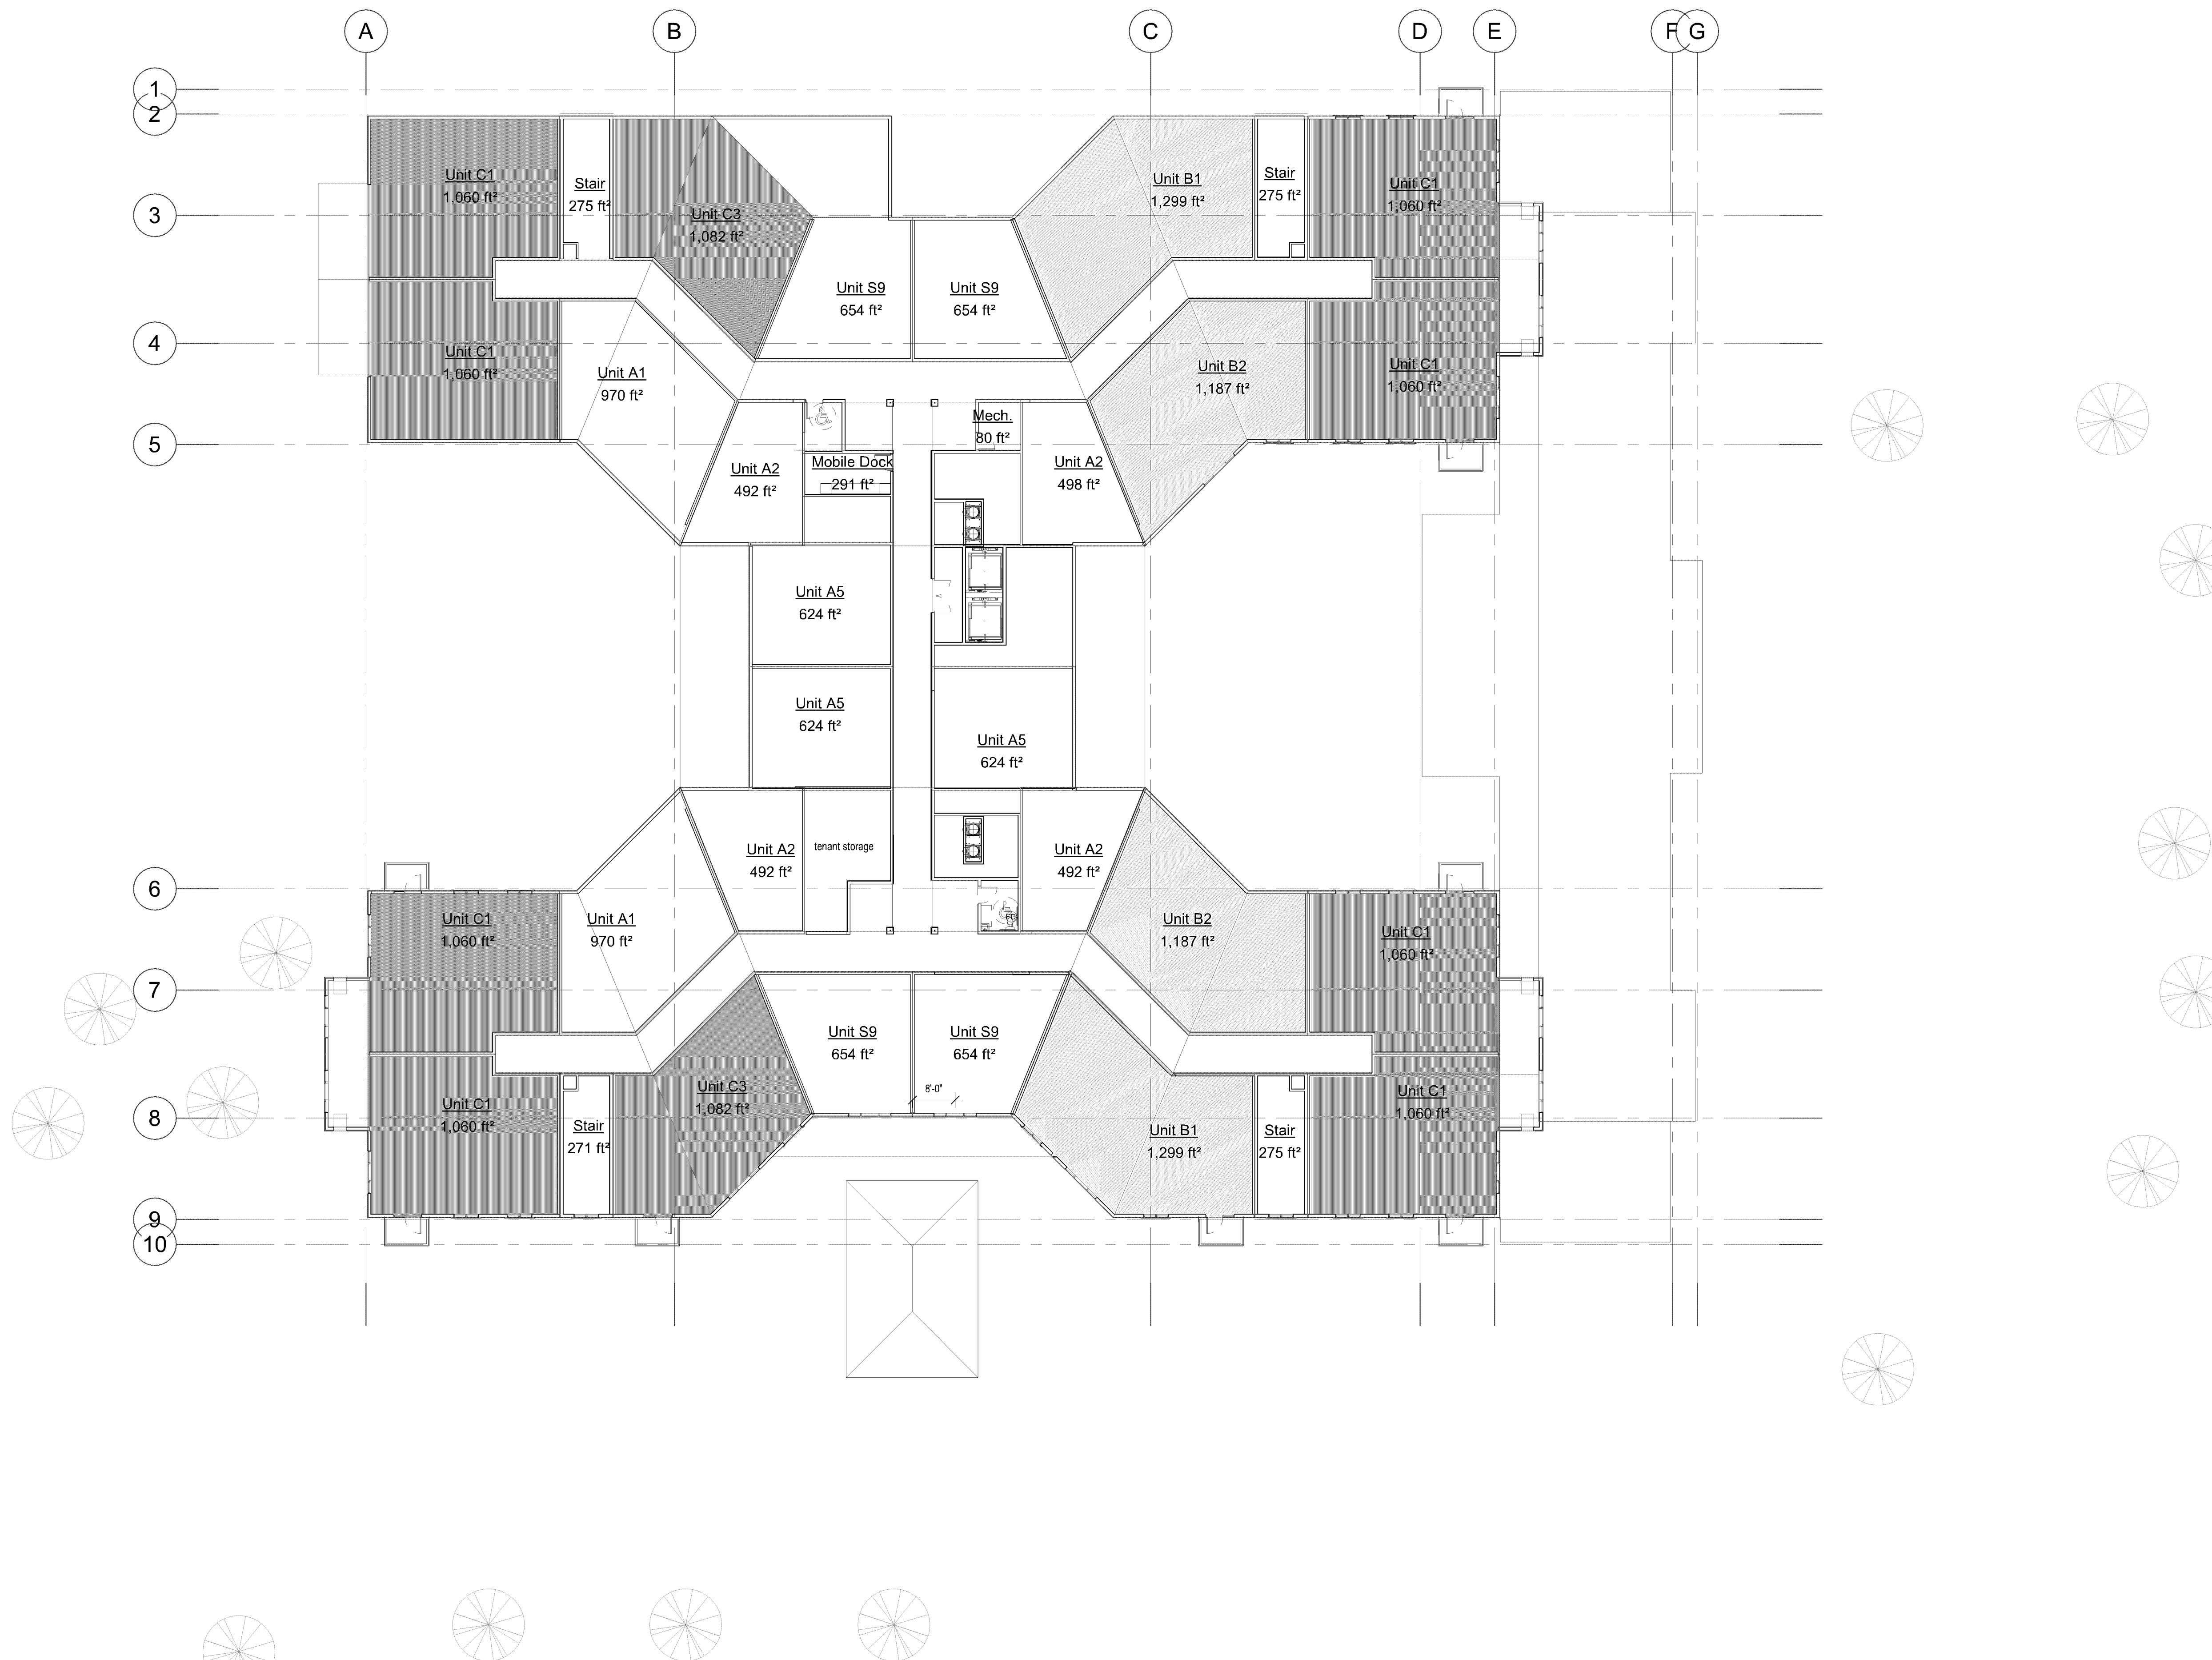 A
B
C
D
E
F
G
1
2
3
4
5
6
7
8
9
10
Unit C1
1,060 ft²
Stair
275 ft²
Unit C3
1,082 ft²
Unit B1
1,299 ft²
Stair
275 ft²
Unit C1
1,060 ft²
Unit S9
654 ft²
Unit S9
654 ft²
Unit C1
1,060 ft²
Unit A1
970 ft²
Unit B2
1,187 ft²
Unit C1
1,060 ft²
Mech.
80 ft²
Unit A2
492 ft²
Mobile Dock
291 ft²
Unit A2
498 ft²
Unit A5
624 ft²
Unit A5
624 ft²
Unit A5
624 ft²
Unit A2
492 ft²
tenant storage
Unit A2
492 ft²
Unit C1
1,060 ft²
Unit A1
970 ft²
Unit B2
1,187 ft²
Unit C1
1,060 ft²
Unit S9
654 ft²
Unit S9
654 ft²
8'-0"
Unit C1
1,060 ft²
Unit C3
1,082 ft²
Unit C1
1,060 ft²
Stair
271 ft²
Unit B1
1,299 ft²
Stair
275 ft²